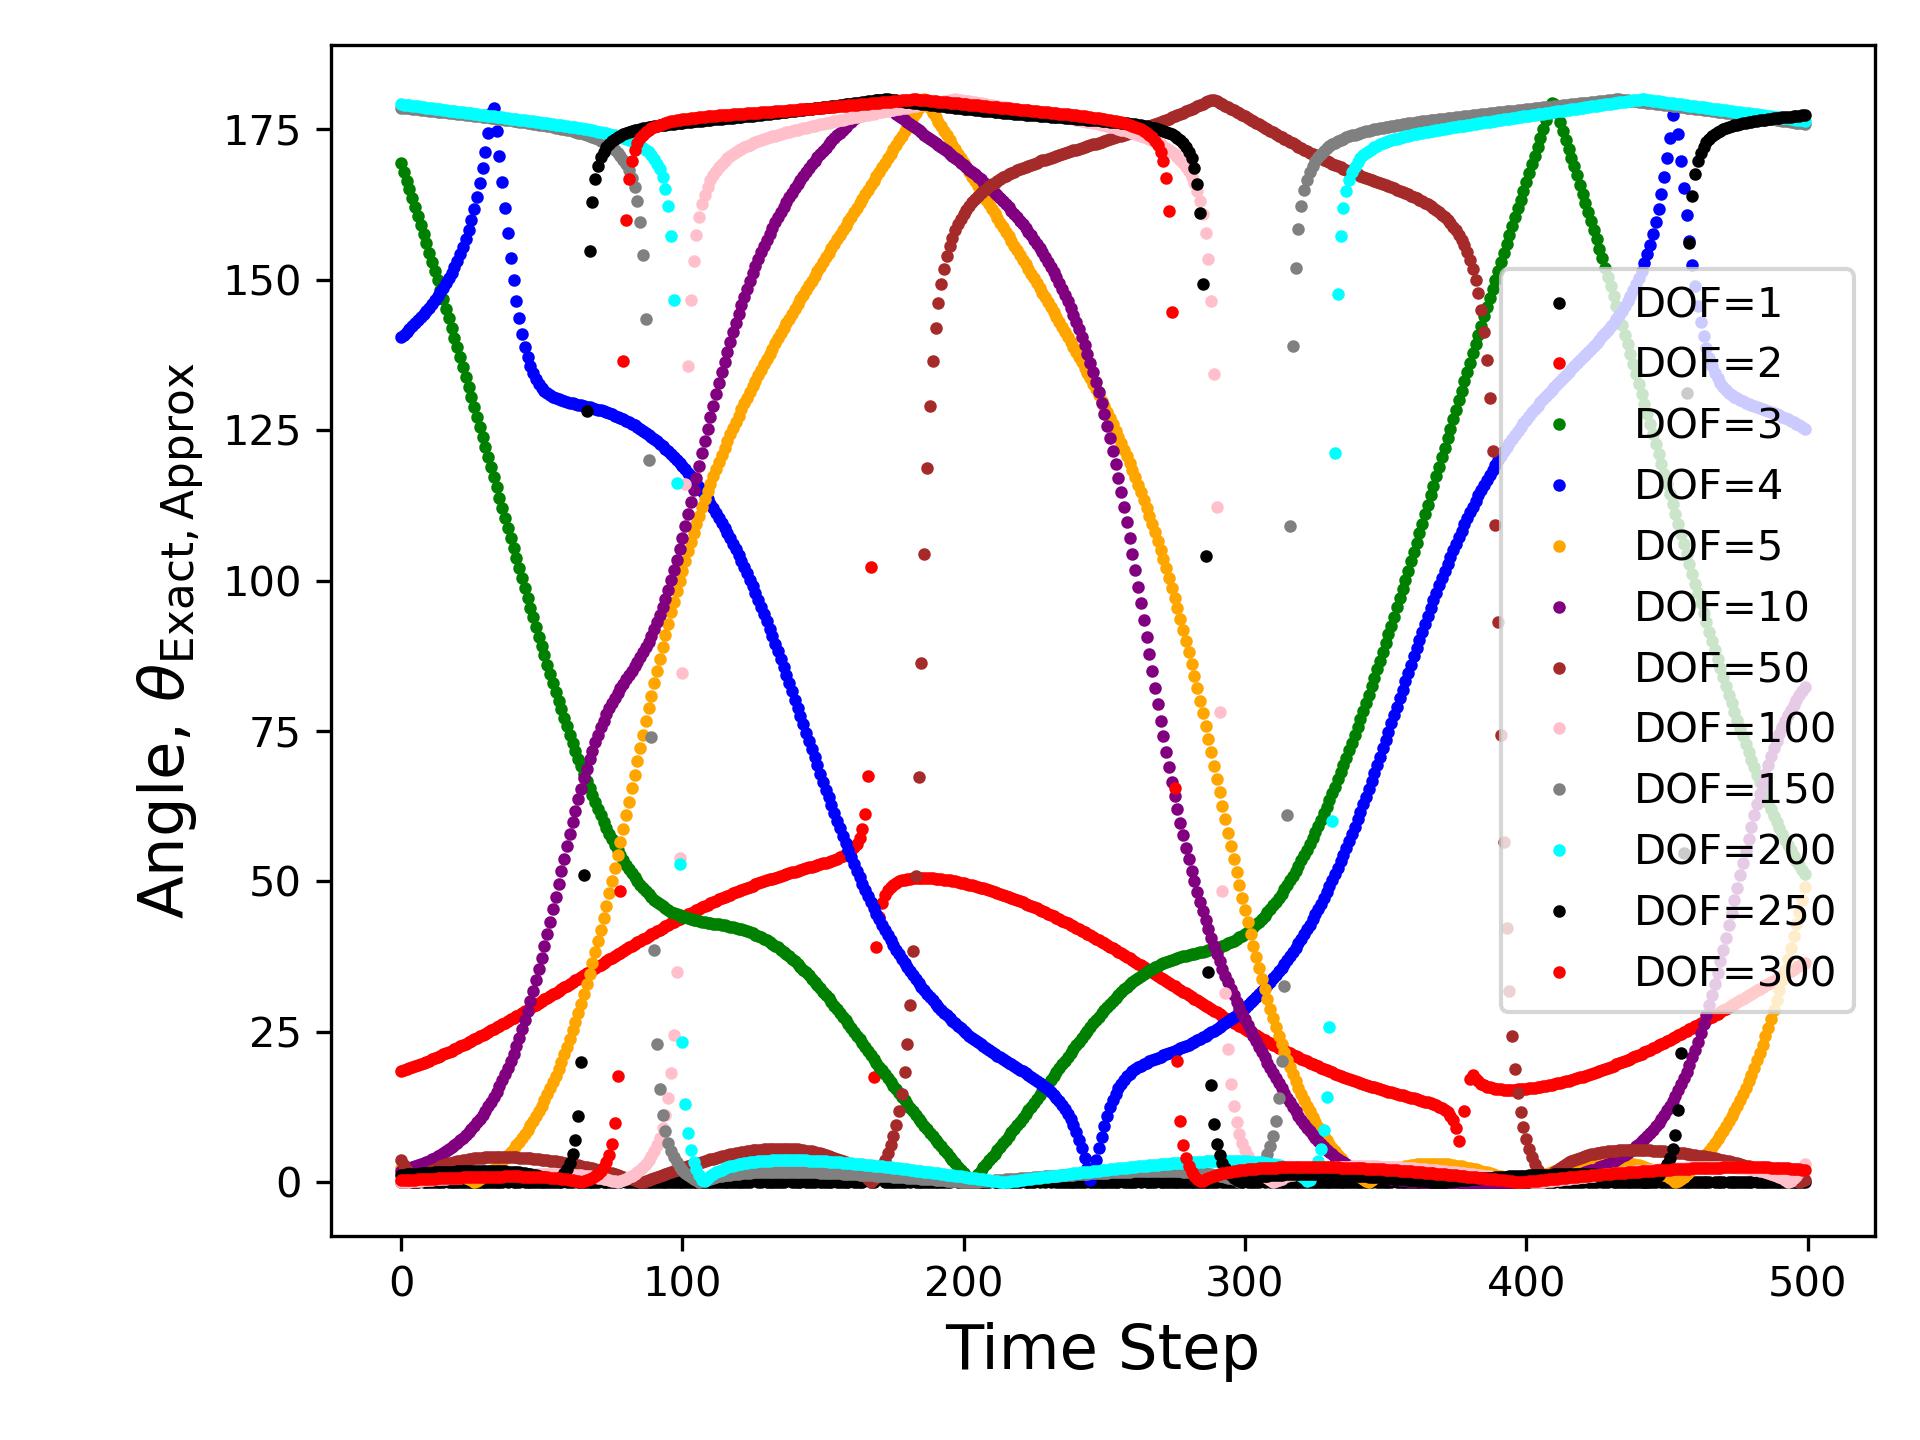 175
150
125
100
75
50
25
0
Angle, θExact, Approx
DOF=1
DOF=2
DOF=3
DOF=4
DOF=5
DOF=10
DOF=50
DOF=100
DOF=150
DOF=200
DOF=250
DOF=300
0 100 200 300 400 500
Time Step